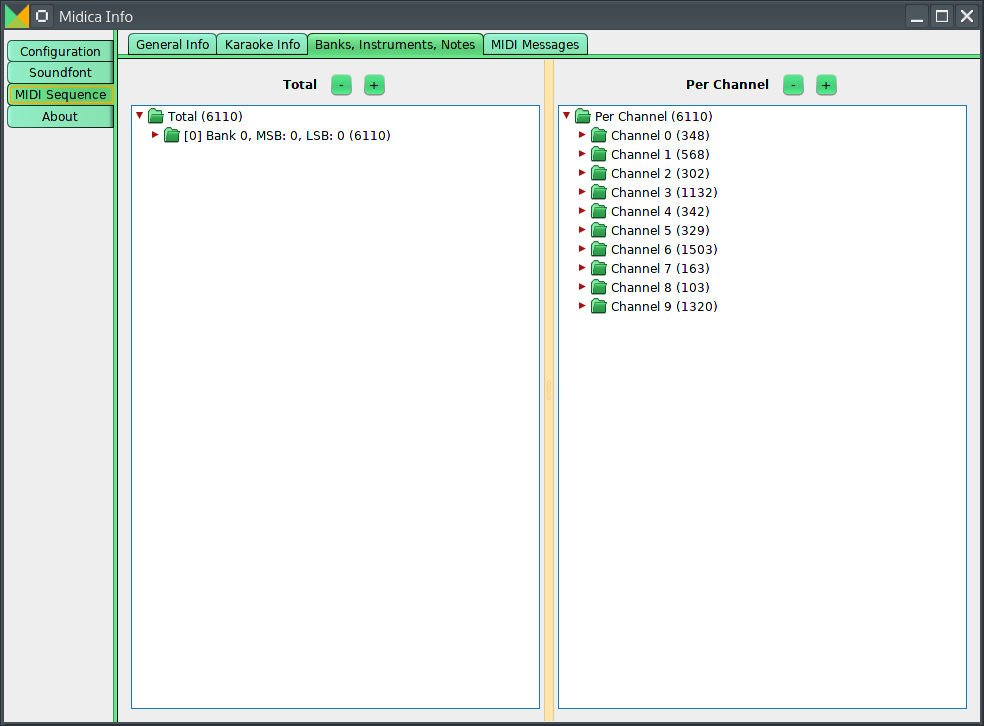 Midica Info
Configuration
Soundfont
MIDI Sequence
About
General Info Karaoke Info Banks, Instruments, Notes MIDI Messages
Total - +
Total (6110)
[0] Bank 0, MSB: 0, LSB: 0 (6110)
Per Channel - +
Per Channel (6110)
Channel 0 (348)
Channel 1 (568)
Channel 2 (302)
Channel 3 (1132)
Channel 4 (342)
Channel 5 (329)
Channel 6 (1503)
Channel 7 (163)
Channel 8 (103)
Channel 9 (1320)